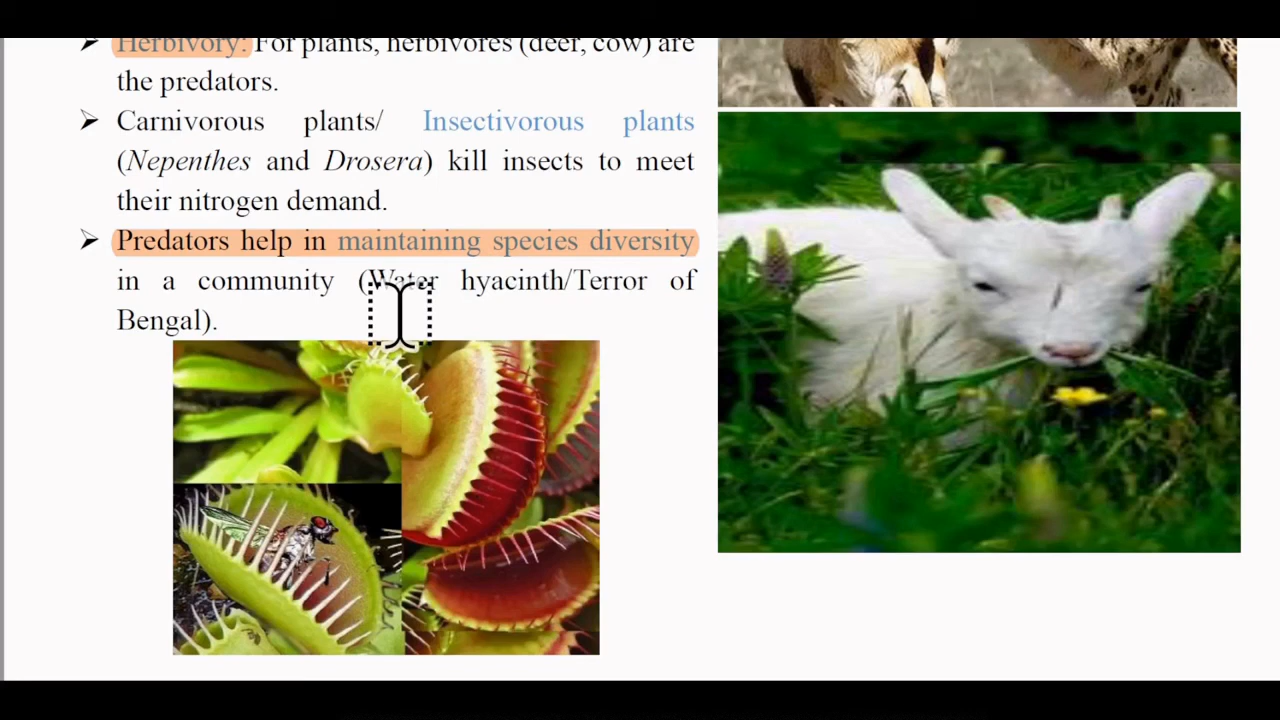 Herbivory: For plants, herbivores (deer, cow) are
the predators.
Carnivorous plants/ Insectivorous plants
(Nepenthes and Drosera) kill insects to meet
their nitrogen demand.
Predators help in maintaining species diversity
in a community (Water hyacinth/Terror of
Bengal).